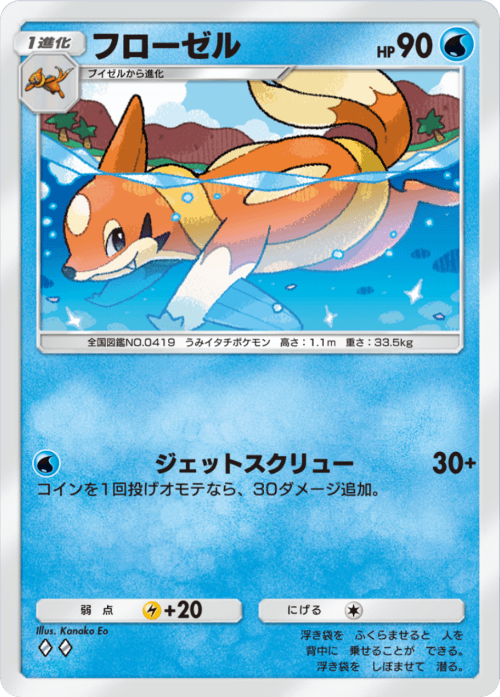 1進化
フローゼル
HP90
ブイゼルから進化
全国図鑑NO.0419 うみイタチポケモン 高さ:1.1m 重さ:33.5kg
ジェットスクリュー 30+
コインを1回投げオモテなら、30ダメージ追加。
弱点 +20
にげる
Illus. Kanako Eo
浮き袋を ふくらませると 人を
背中に 乗せることが できる。
浮き袋を しぼませて 潜る。